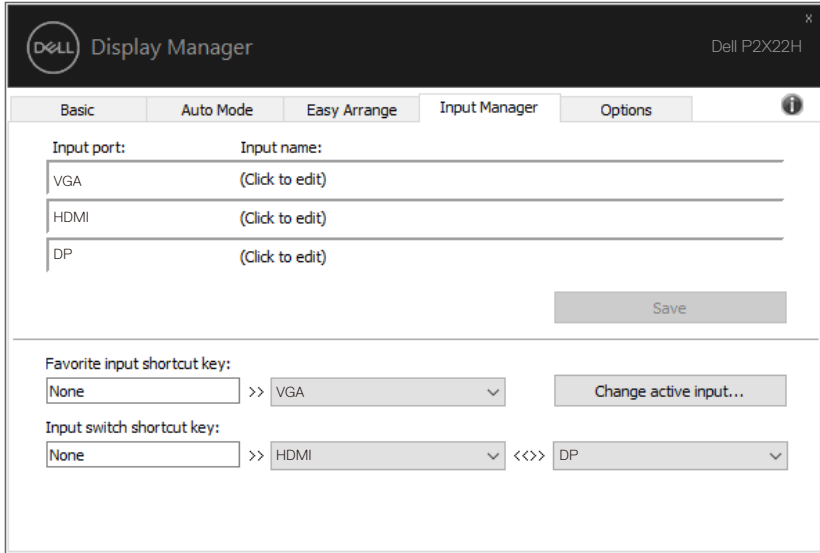 x
DELL Display Manager Dell P2X22H
Basic Auto Mode Easy Arrange Input Manager Options i
Input port: Input name:
VGA (Click to edit)
HDMI (Click to edit)
DP (Click to edit)
Save
Favorite input shortcut key:
None >> VGA Change active input...
Input switch shortcut key:
None >> HDMI <<>> DP